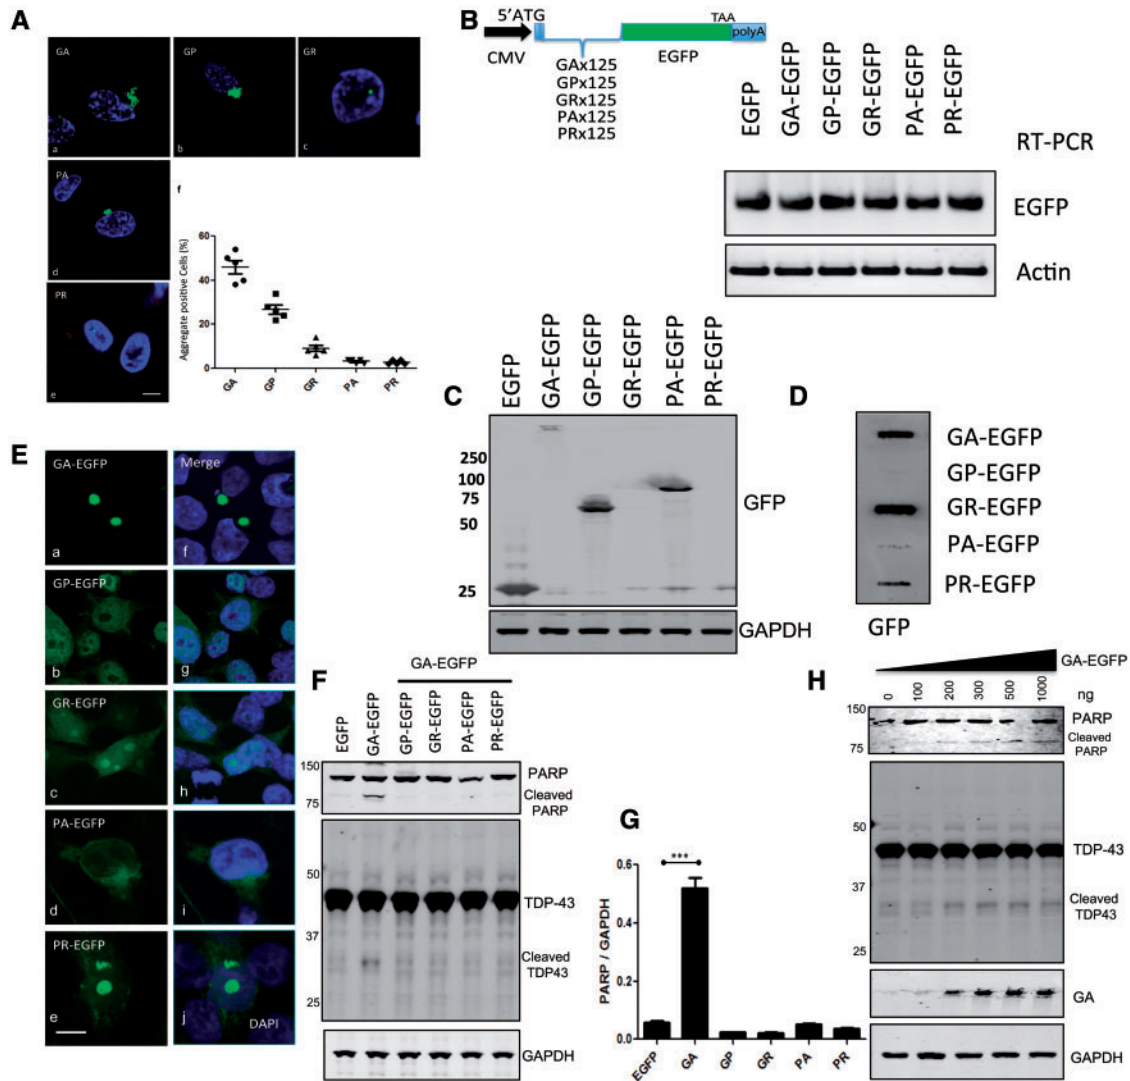 A
GA
GP
GR
a
b
c
PA
f
d
PR
e
Aggregate positive Cells (%)
60
40
20
0
GA
GP
GR
PA
PR
B
5'ATG
TAA
polyA
CMV
EGFP
GAx125
GPx125
GRx125
PAx125
PRx125
EGFP
GA-EGFP
GP-EGFP
GR-EGFP
PA-EGFP
PR-EGFP
RT-PCR
EGFP
Actin
C
EGFP
GA-EGFP
GP-EGFP
GR-EGFP
PA-EGFP
PR-EGFP
250
100
75
50
25
GFP
GAPDH
D
GA-EGFP
GP-EGFP
GR-EGFP
PA-EGFP
PR-EGFP
GFP
E
GA-EGFP
Merge
a
f
GP-EGFP
b
g
GR-EGFP
c
h
PA-EGFP
d
i
PR-EGFP
e
j
DAPI
F
GA-EGFP
EGFP
GA-EGFP
GP-EGFP
GR-EGFP
PA-EGFP
PR-EGFP
150
75
PARP
Cleaved
PARP
50
37
25
TDP-43
Cleaved
TDP43
GAPDH
G
PARP / GAPDH
0.6
0.4
0.2
0.0
***
EGFP
GA
GP
GR
PA
PR
H
GA-EGFP
0
100
200
300
500
1000
ng
150
75
PARP
Cleaved
PARP
50
37
25
TDP-43
Cleaved
TDP43
GA
GAPDH